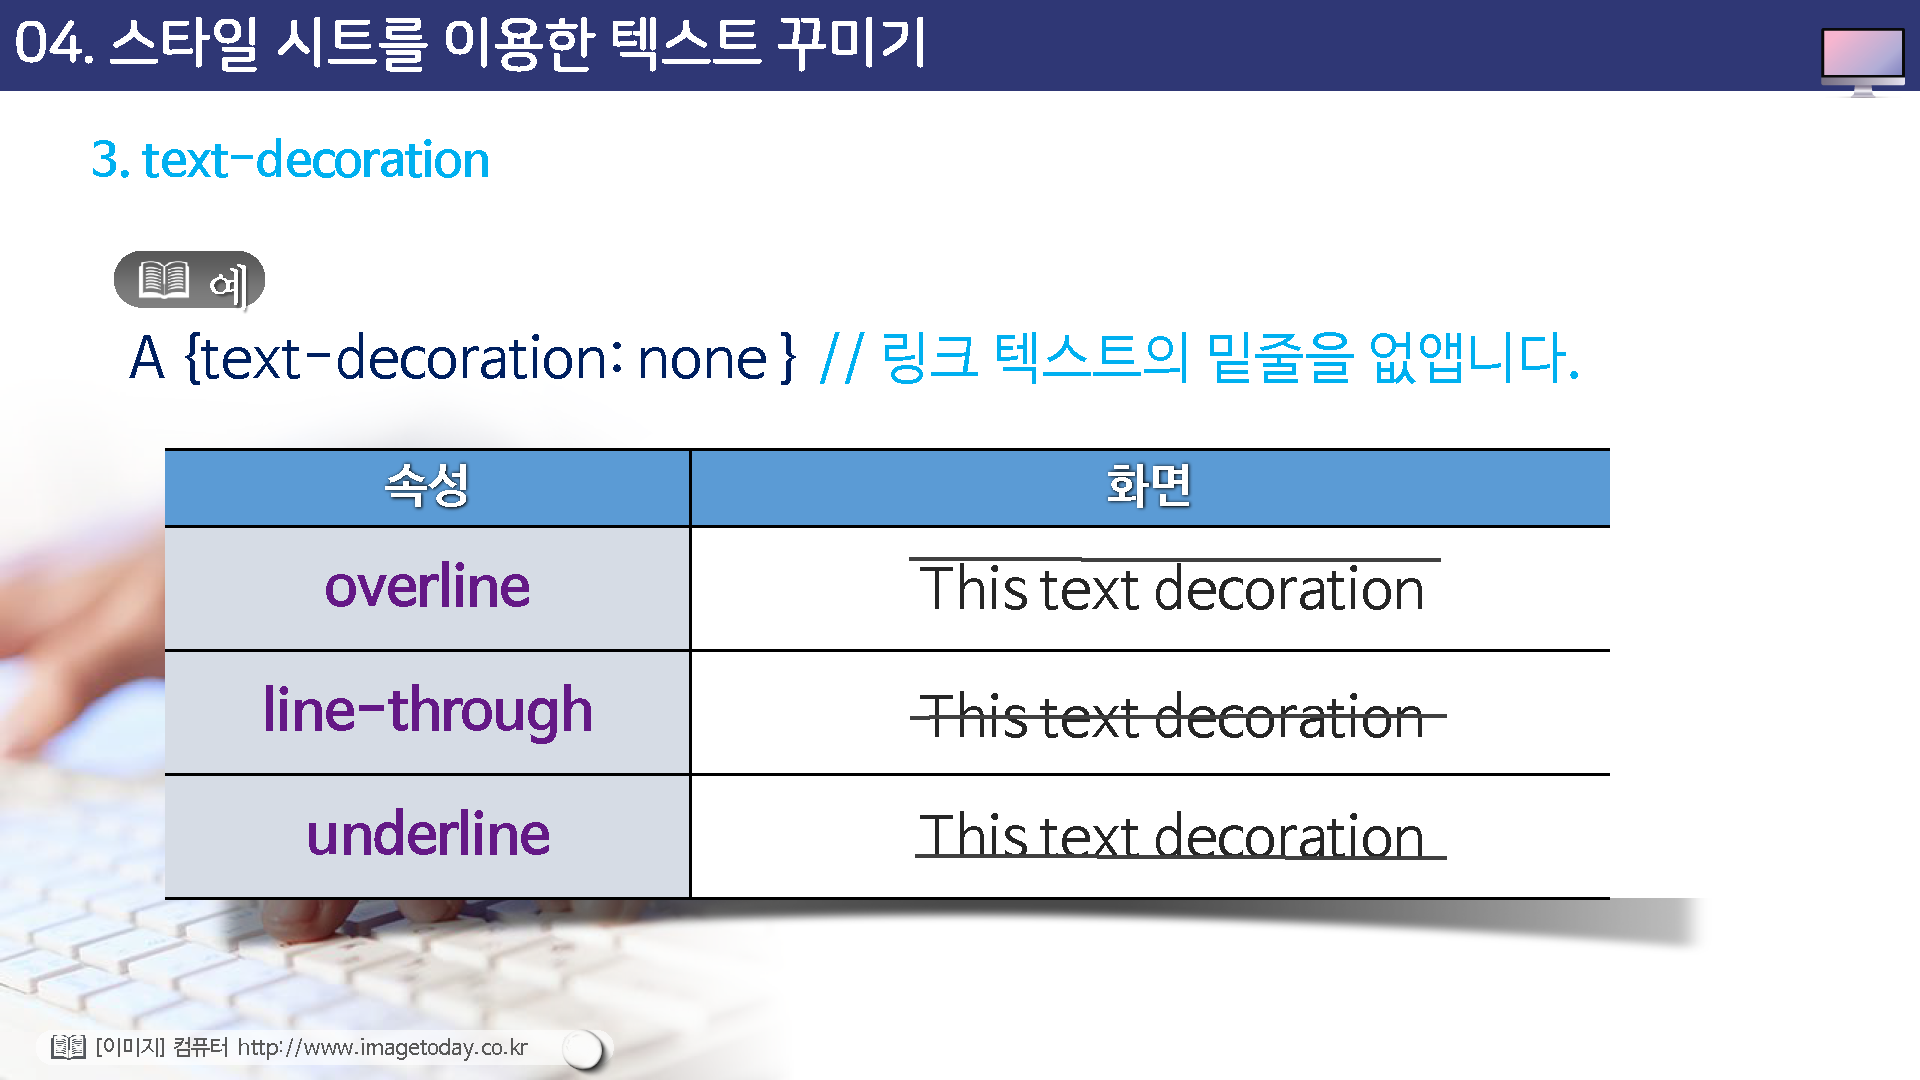 04. 스타일 시트를 이용한 텍스트 꾸미기
3. text-decoration
예
A {text-decoration: none } // 링크 텍스트의 밑줄을 없앱니다.
속성 화면
overline This text decoration
line-through This text decoration
underline This text decoration
[이미지] 컴퓨터 http://www.imagetoday.co.kr